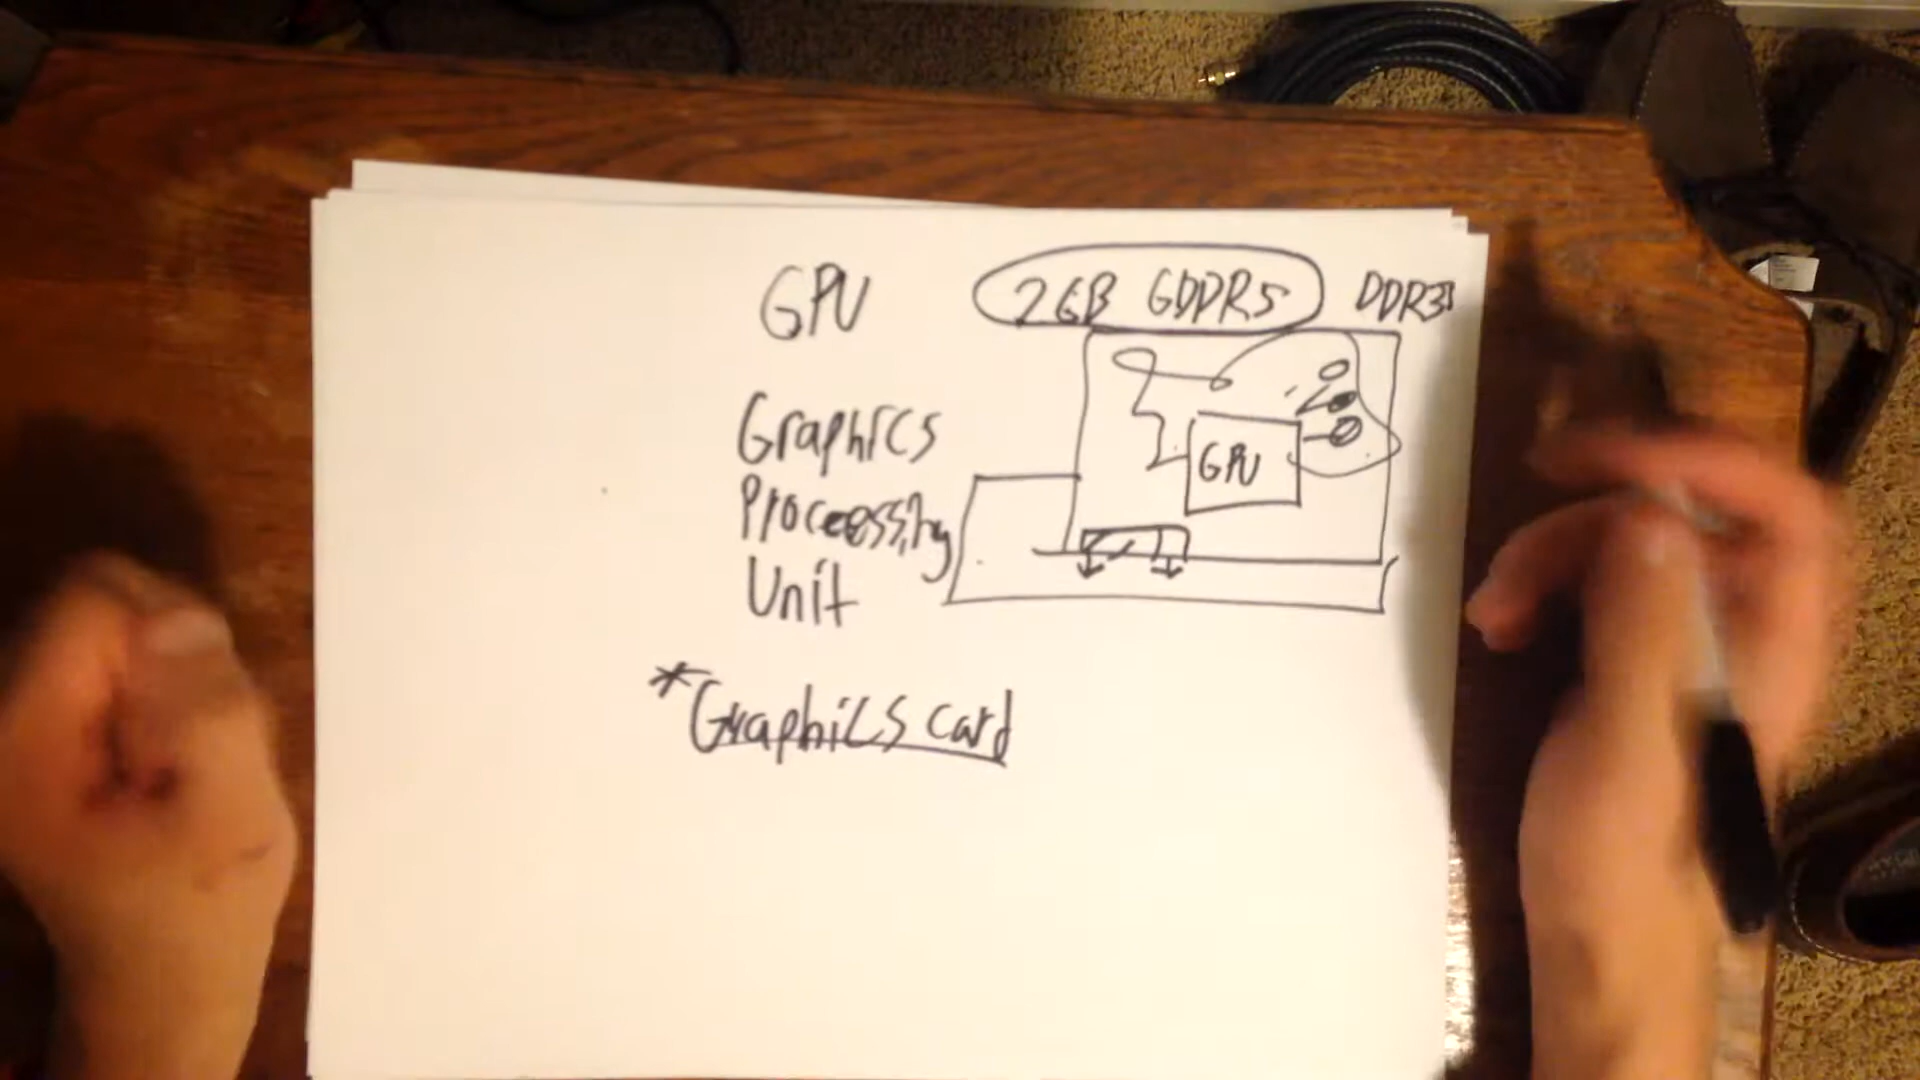 GPU
2GB GDDR5
DDR3
GPU
Graphics
Processing
Unit
*Graphics card